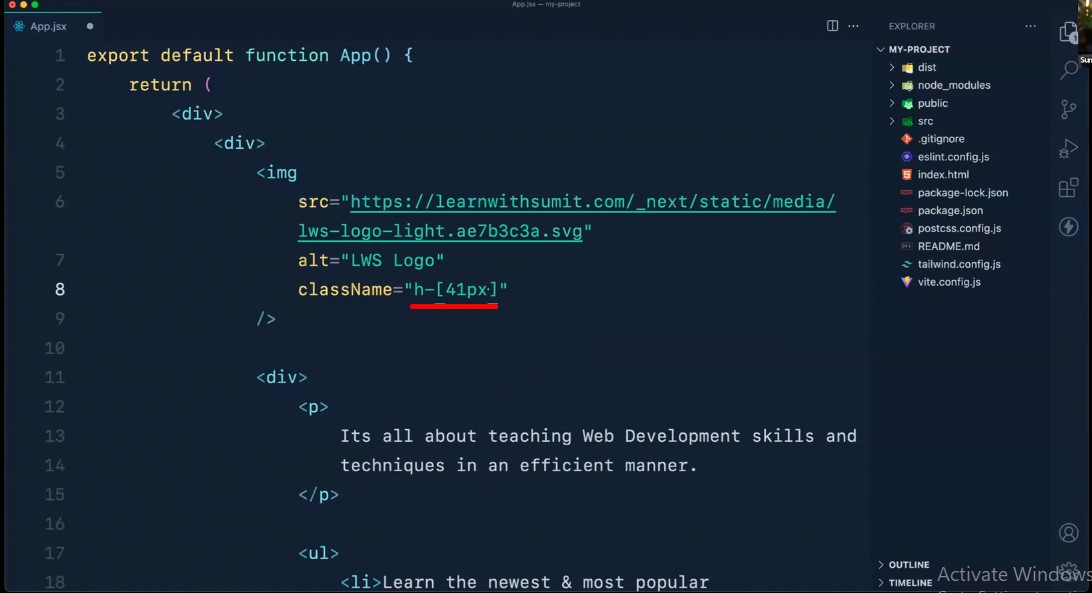 App.jsx — my-project
App.jsx
EXPLORER
1 export default function App() {
2 return (
3 <div>
4 <div>
5 <img
6 src="https://learnwithsumit.com/_next/static/media/
lws-logo-light.ae7b3c3a.svg"
7 alt="LWS Logo"
8 className="h-[41px ]"
9 />
10
11 <div>
12 <p>
13 Its all about teaching Web Development skills and
14 techniques in an efficient manner.
15 </p>
16
17 <ul>
18 <li>Learn the newest & most popular
MY-PROJECT
dist
node_modules
public
src
.gitignore
eslint.config.js
index.html
package-lock.json
package.json
postcss.config.js
README.md
tailwind.config.js
vite.config.js
OUTLINE
TIMELINE
Activate Windows